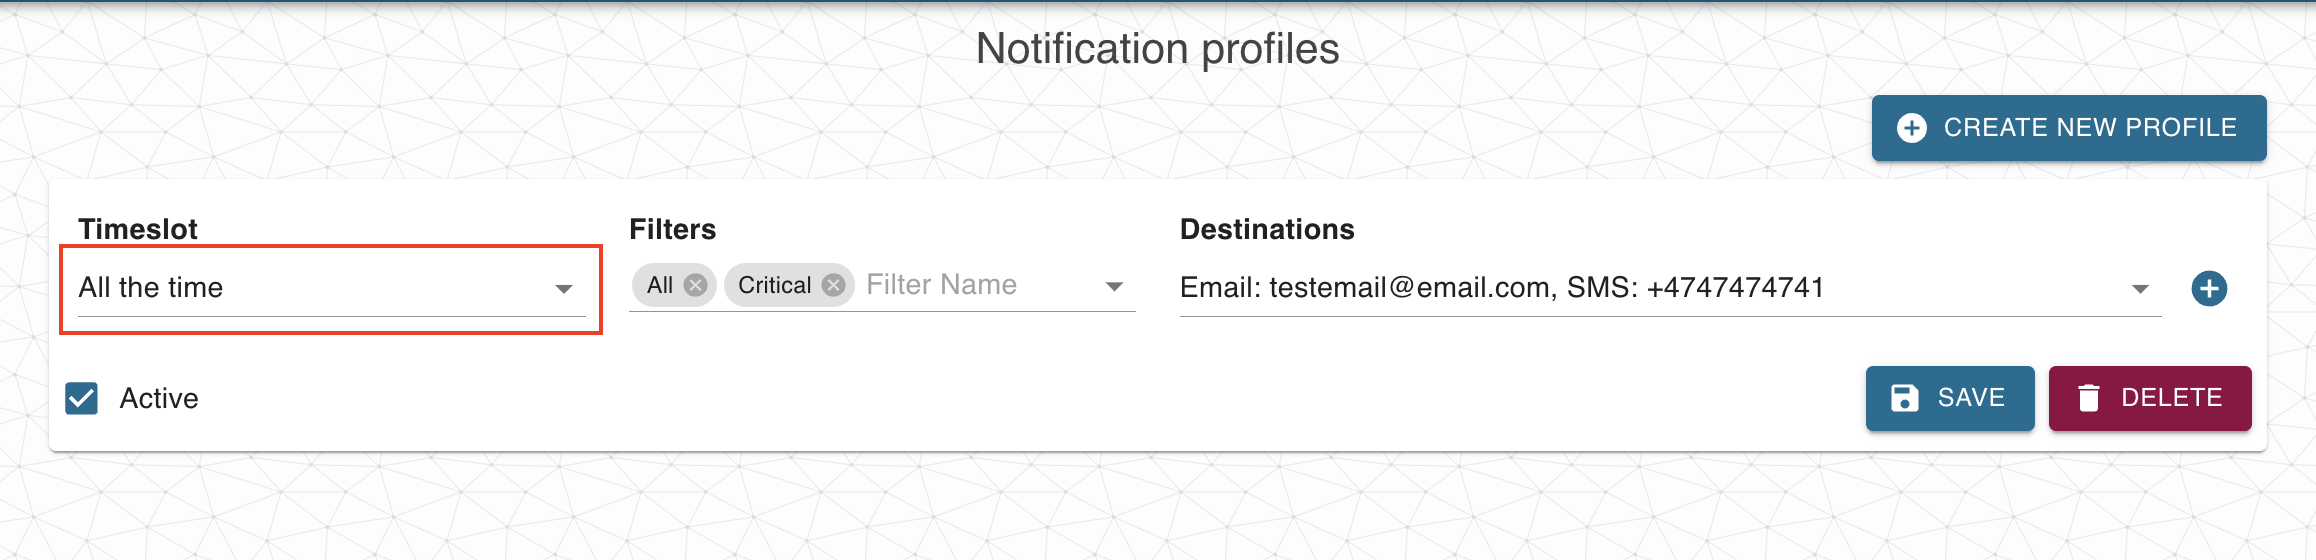 Notification profiles
CREATE NEW PROFILE
Timeslot
Filters
Destinations
All the time
All
Critical
Filter Name
Email: testemail@email.com, SMS: +4747474741
Active
SAVE
DELETE